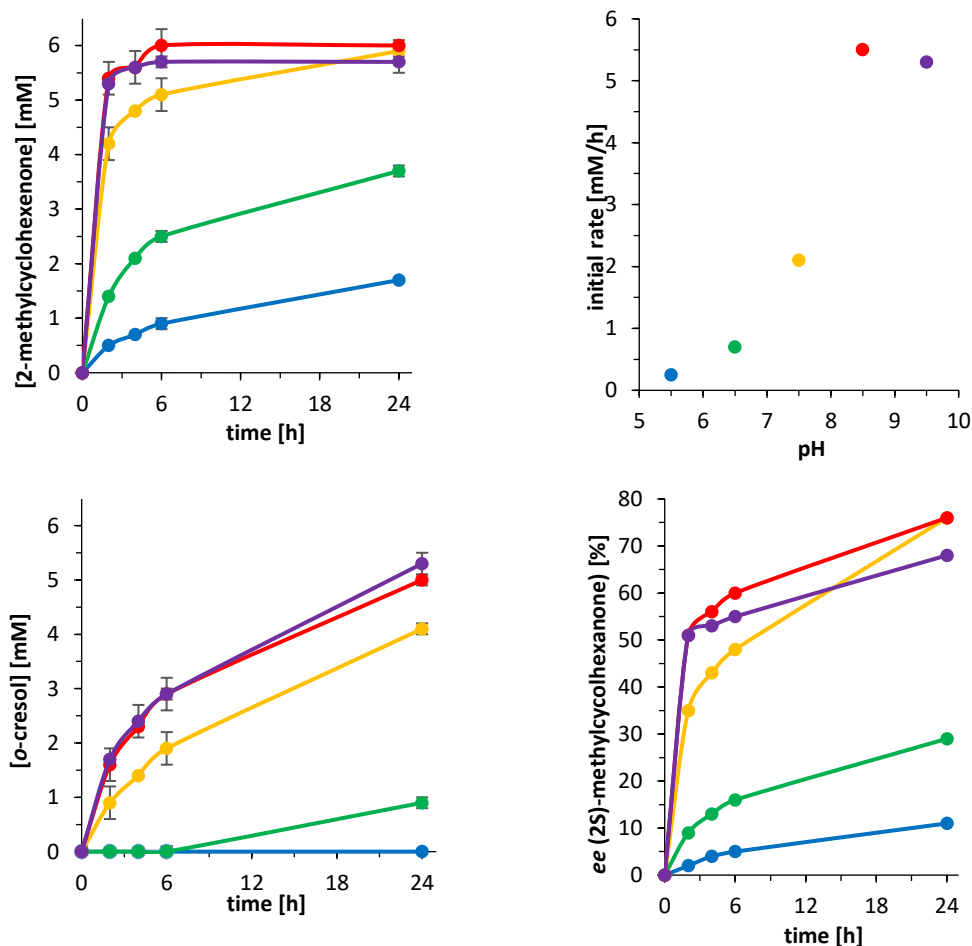 [2-methylcyclohexenone] [mM]
6
5
4
3
2
1
0
0 6 12 18 24
time [h]
initial rate [mM/h]
6
5
4
3
2
1
0
5 6 7 8 9 10
pH
[o-cresol] [mM]
6
5
4
3
2
1
0
0 6 12 18 24
time [h]
ee (2S)-methylcycolhexanone) [%]
80
70
60
50
40
30
20
10
0
0 6 12 18 24
time [h]